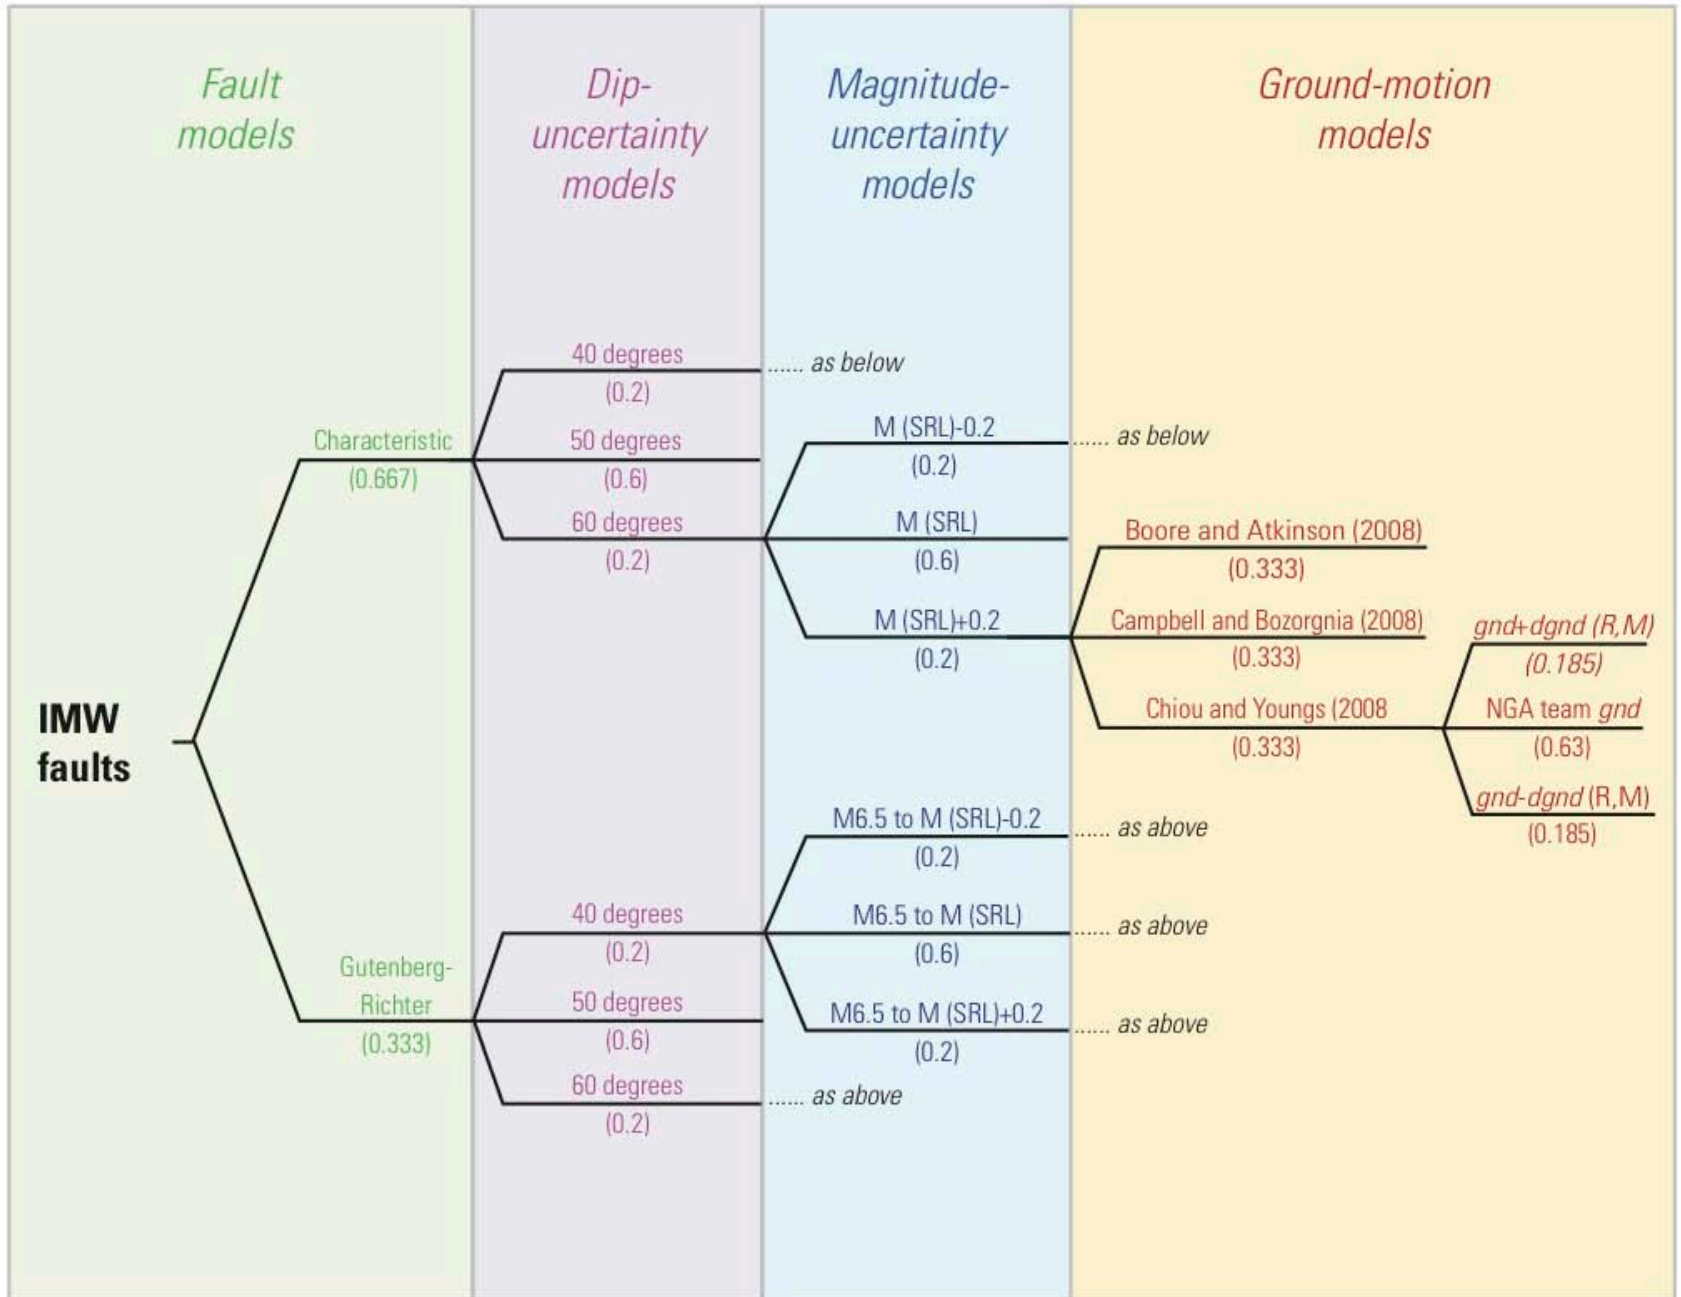 Fault
models
Dip-
uncertainty
models
Magnitude-
uncertainty
models
Ground-motion
models
IMW
faults
Characteristic
(0.667)
Gutenberg-
Richter
(0.333)
40 degrees
(0.2)
50 degrees
(0.6)
60 degrees
(0.2)
40 degrees
(0.2)
50 degrees
(0.6)
60 degrees
(0.2)
...... as below
M (SRL)-0.2
(0.2)
M (SRL)
(0.6)
M (SRL)+0.2
(0.2)
M6.5 to M (SRL)-0.2
(0.2)
M6.5 to M (SRL)
(0.6)
M6.5 to M (SRL)+0.2
(0.2)
...... as above
...... as below
Boore and Atkinson (2008)
(0.333)
Campbell and Bozorgnia (2008)
(0.333)
Chiou and Youngs (2008
(0.333)
gnd+dgnd (R,M)
(0.185)
NGA team gnd
(0.63)
gnd-dgnd (R,M)
(0.185)
...... as above
...... as above
...... as above